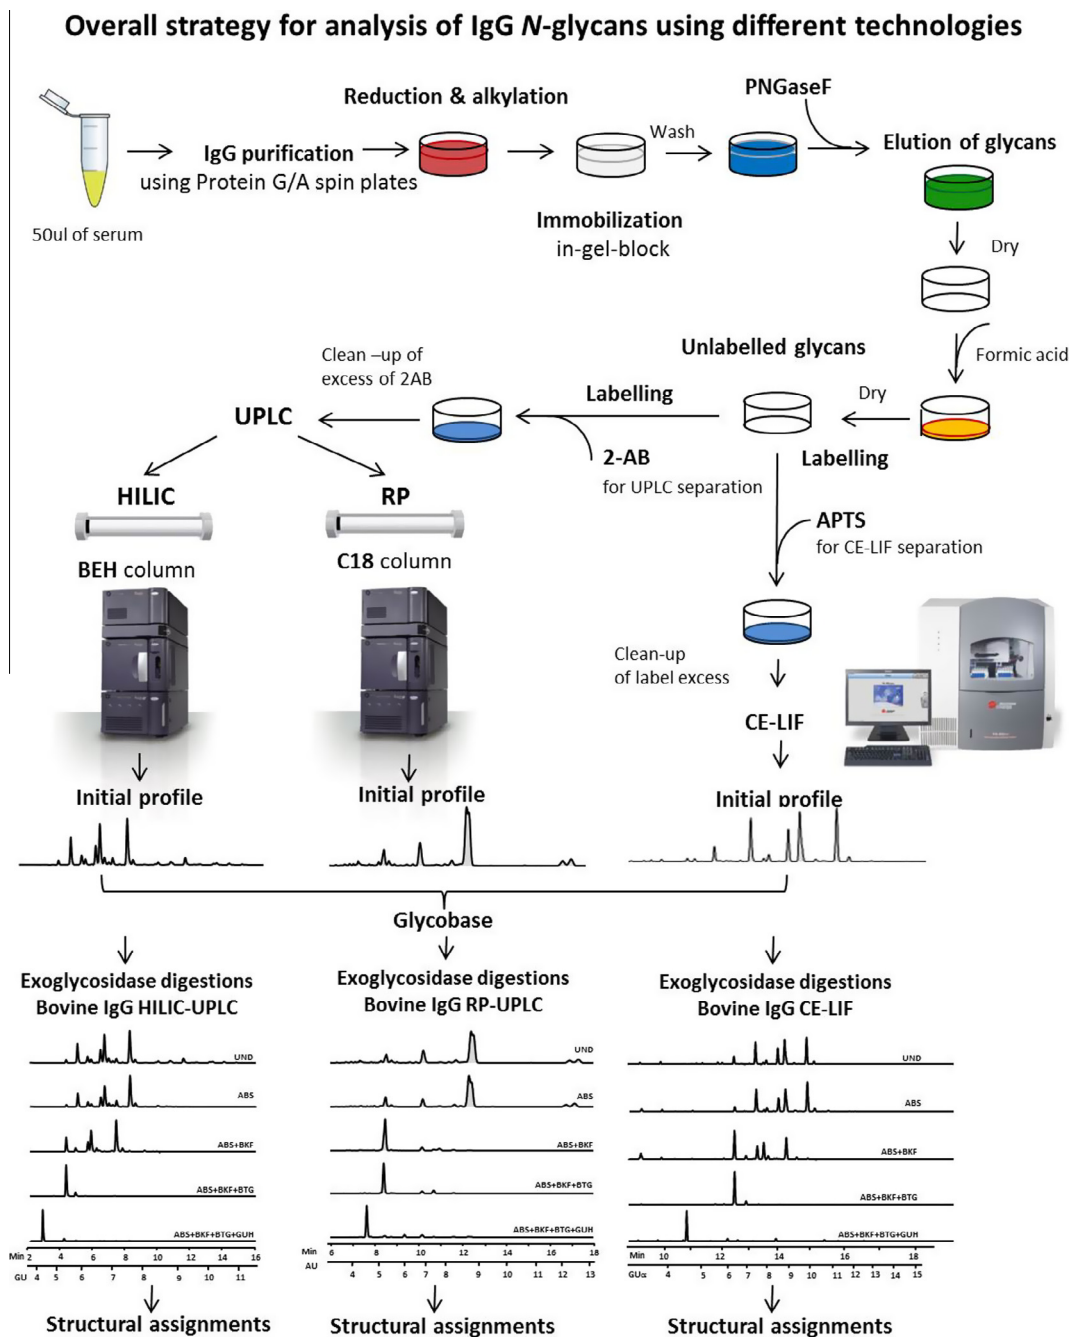 Overall strategy for analysis of IgG N-glycans using different technologies
Reduction & alkylation
PNGaseF
Wash
Elution of glycans
IgG purification
using Protein G/A spin plates
Immobilization
in-gel-block
50ul of serum
Dry
Formic acid
Unlabelled glycans
Dry
Clean –up of
excess of 2AB
Labelling
UPLC
2-AB
for UPLC separation
Labelling
HILIC
RP
APTS
for CE-LIF separation
BEH column
C18 column
Clean-up
of label excess
CE-LIF
Initial profile
Initial profile
Initial profile
Glycobase
Exoglycosidase digestions
Bovine IgG HILIC-UPLC
Exoglycosidase digestions
Bovine IgG RP-UPLC
Exoglycosidase digestions
Bovine IgG CE-LIF
UND
ABS
ABS+BKF
ABS+BKF+BTG
ABS+BKF+BTG+GUH
Min 2 4 6 8 10 12 14 16
GU 4 5 6 7 8 9 10 11
UND
ABS
ABS+BKF
ABS+BKF+BTG
ABS+BKF+BTG+GUH
Min 6 8 10 12 14 16 18
AU 4 5 6 7 8 9 10 11 12 13
UND
ABS
ABS+BKF
ABS+BKF+BTG
ABS+BKF+BTG+GUH
Min 10 12 14 16 18
GUα 4 5 6 7 8 9 10 11 12 13 14 15
Structural assignments
Structural assignments
Structural assignments